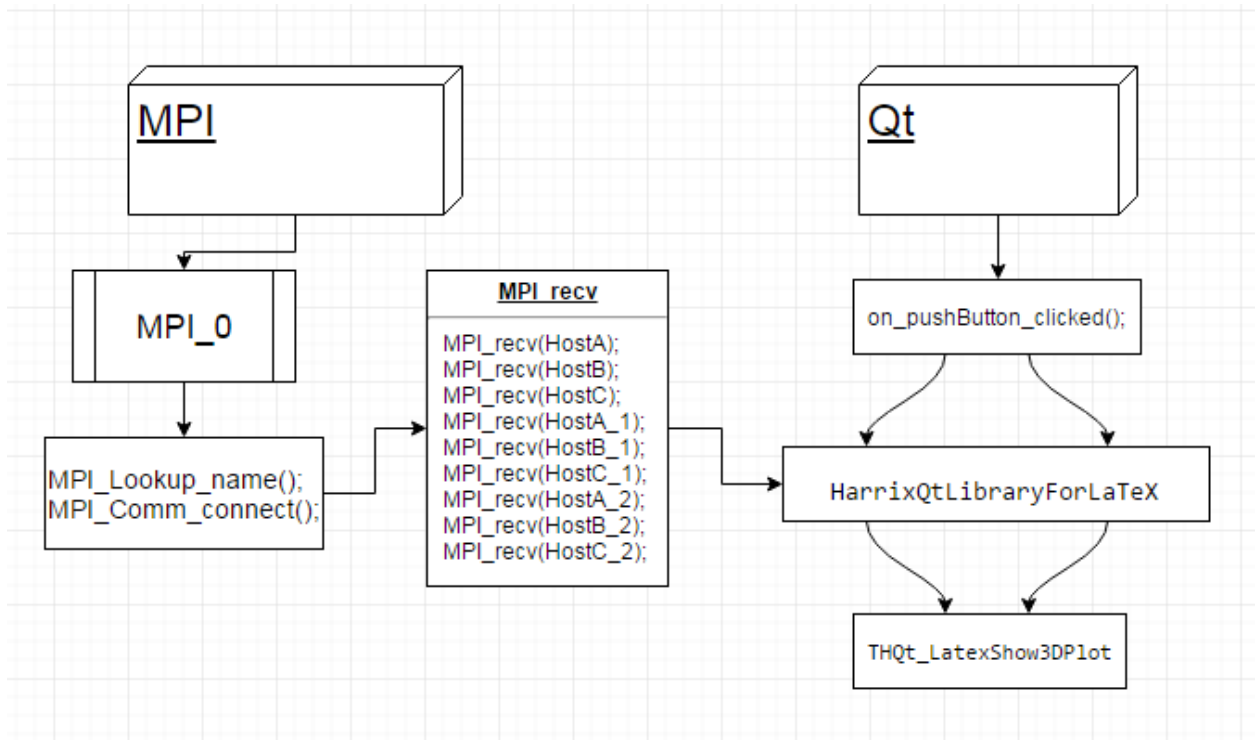 MPI
Qt
MPI_0
MPI_Lookup_name();
MPI_Comm_connect();
MPI_recv
MPI_recv(HostA);
MPI_recv(HostB);
MPI_recv(HostC);
MPI_recv(HostA_1);
MPI_recv(HostB_1);
MPI_recv(HostC_1);
MPI_recv(HostA_2);
MPI_recv(HostB_2);
MPI_recv(HostC_2);
on_pushButton_clicked();
HarrixQtLibraryForLaTeX
THQt_LatexShow3DPlot